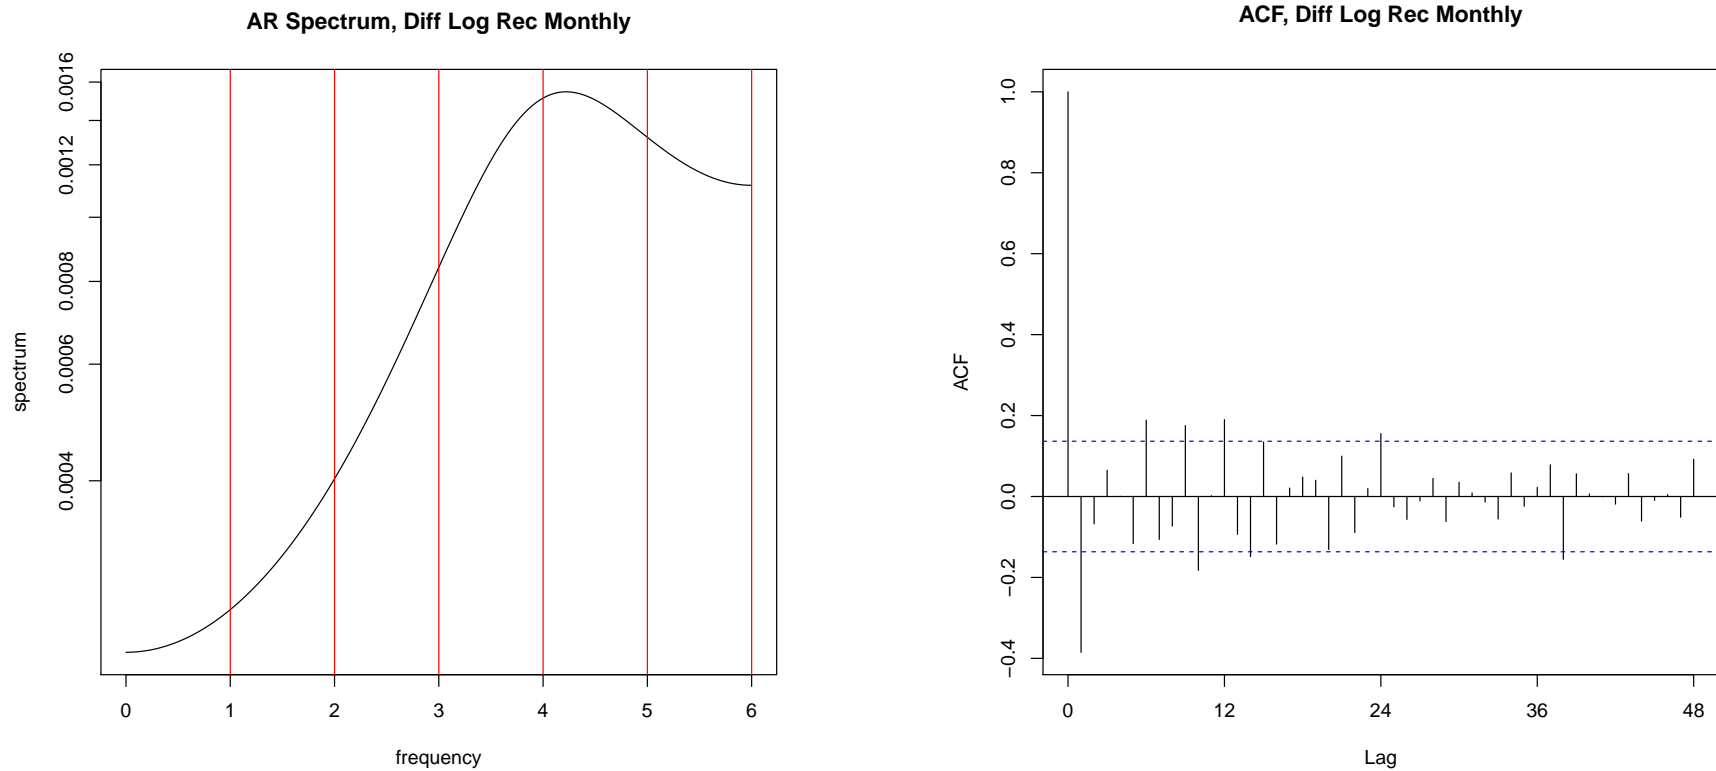 AR Spectrum, Diff Log Rec Monthly
spectrum
0.0016
0.0012
0.0008
0.0006
0.0004
0 1 2 3 4 5 6
frequency
ACF, Diff Log Rec Monthly
ACF
1.0
0.8
0.6
0.4
0.2
0.0
−0.2
−0.4
0 12 24 36 48
Lag